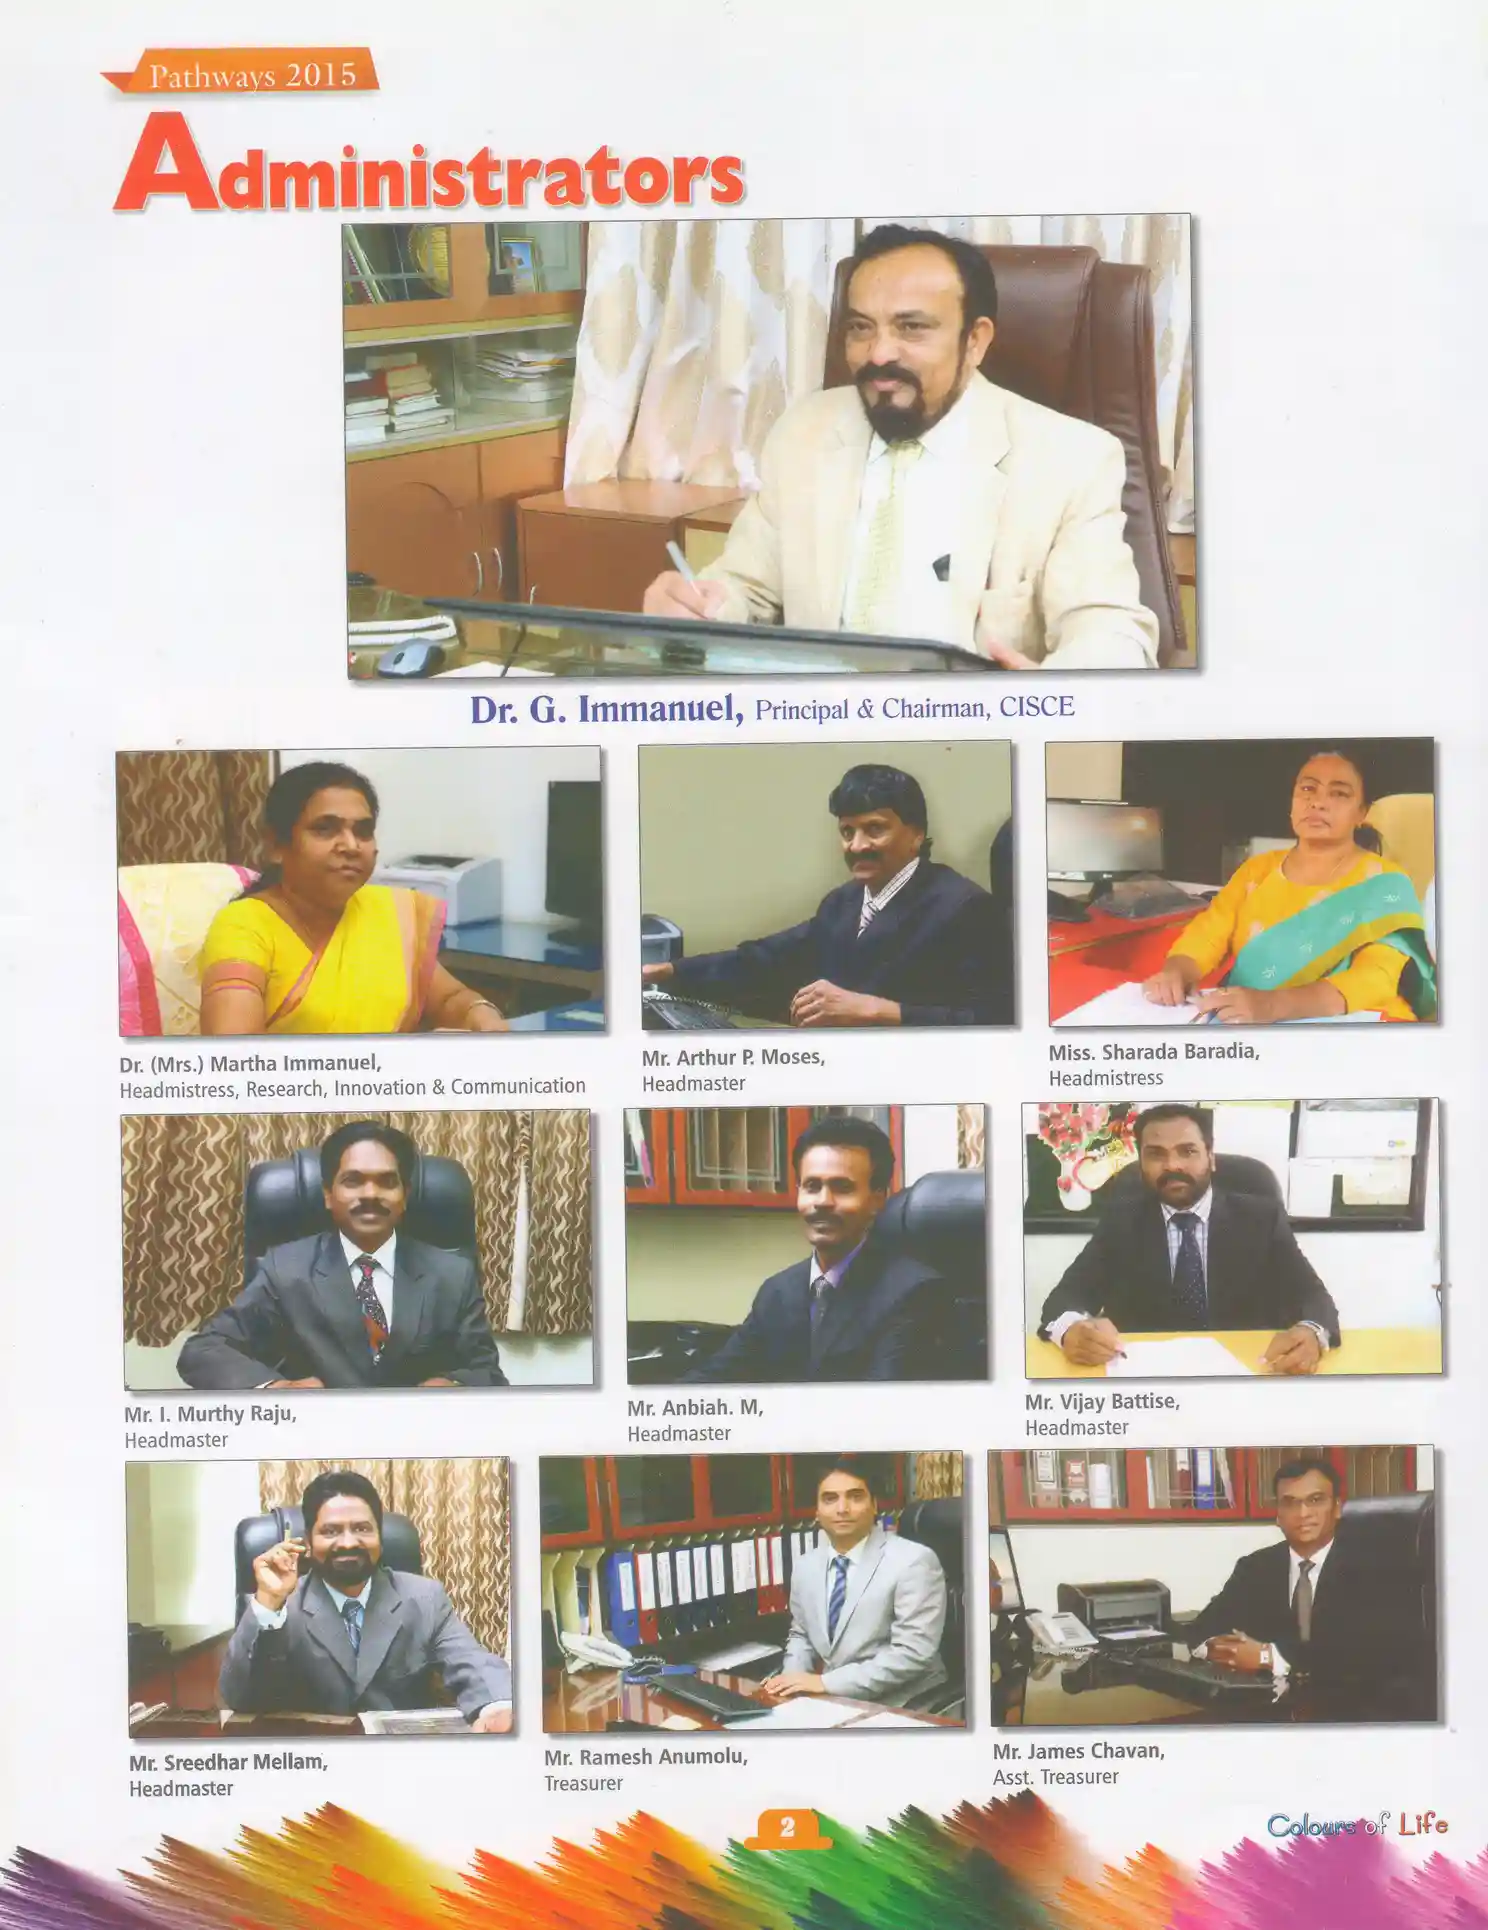 Pathways 2015
Administrators
Dr. G. Immanuel, Principal & Chairman, CISCE
Dr. (Mrs.) Martha Immanuel,
Headmistress, Research, Innovation & Communication
Mr. Arthur P. Moses,
Headmaster
Miss. Sharada Baradia,
Headmistress
Mr. I. Murthy Raju,
Headmaster
Mr. Anbiah. M,
Headmaster
Mr. Vijay Battise,
Headmaster
Mr. Sreedhar Mellam,
Headmaster
Mr. Ramesh Anumolu,
Treasurer
Mr. James Chavan,
Asst. Treasurer
2
Colours of Life